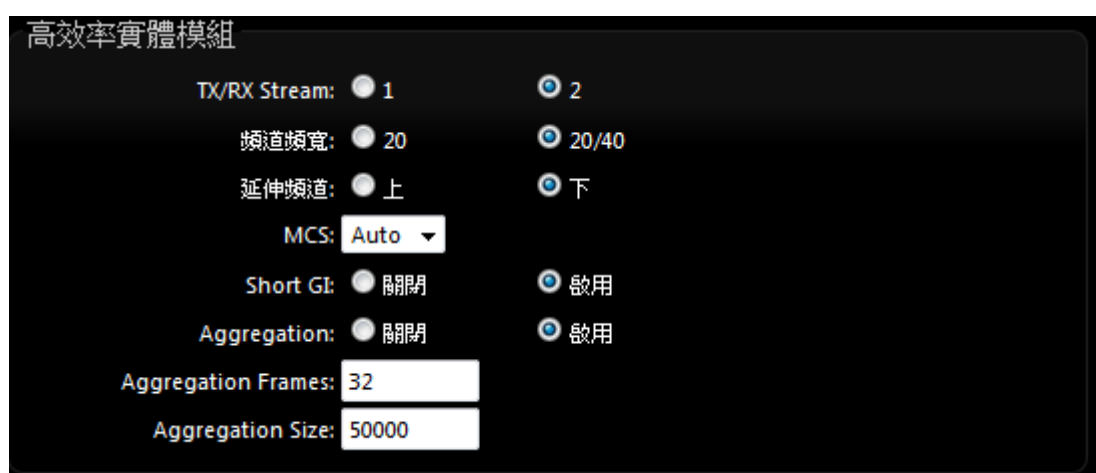 高效率實體模組
TX/RX Stream: 1 2
頻道頻寬: 20 20/40
延伸頻道: 上 下
MCS: Auto
Short GI: 關閉 啟用
Aggregation: 關閉 啟用
Aggregation Frames: 32
Aggregation Size: 50000